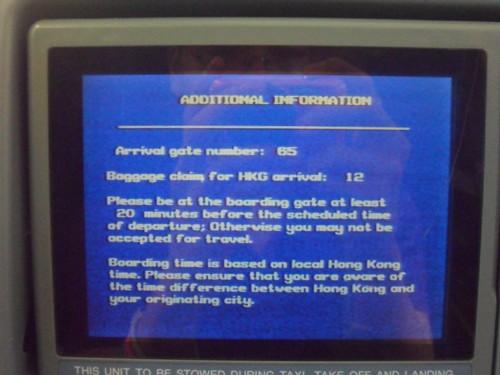 ADDITIONAL INFORMATION
Arrival gate number: 65
Baggage claim for HKG arrival: 12
Please be at the boarding gate at least
20 minutes before the scheduled time
of departure; Otherwise you may not be
accepted for travel.
Boarding time is based on local Hong Kong
time. Please ensure that you are aware of
the time difference between Hong Kong and
your originating city.
THIS UNIT TO BE STOWED DURING TAXI, TAKE OFF AND LANDING